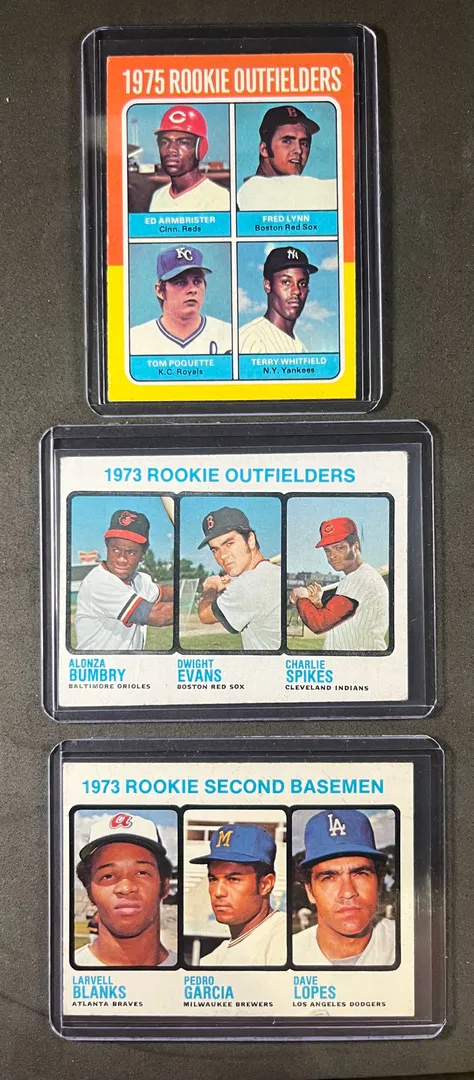 1975 ROOKIE OUTFIELDERS
ED ARMBRISTER
Cinn. Reds
FRED LYNN
Boston Red Sox
TOM POQUETTE
K.C. Royals
TERRY WHITFIELD
N.Y. Yankees
1973 ROOKIE OUTFIELDERS
ALONZA
BUMBRY
BALTIMORE ORIOLES
DWIGHT
EVANS
BOSTON RED SOX
CHARLIE
SPIKES
CLEVELAND INDIANS
1973 ROOKIE SECOND BASEMEN
LARVELL
BLANKS
ATLANTA BRAVES
PEDRO
GARCIA
MILWAUKEE BREWERS
DAVE
LOPES
LOS ANGELES DODGERS